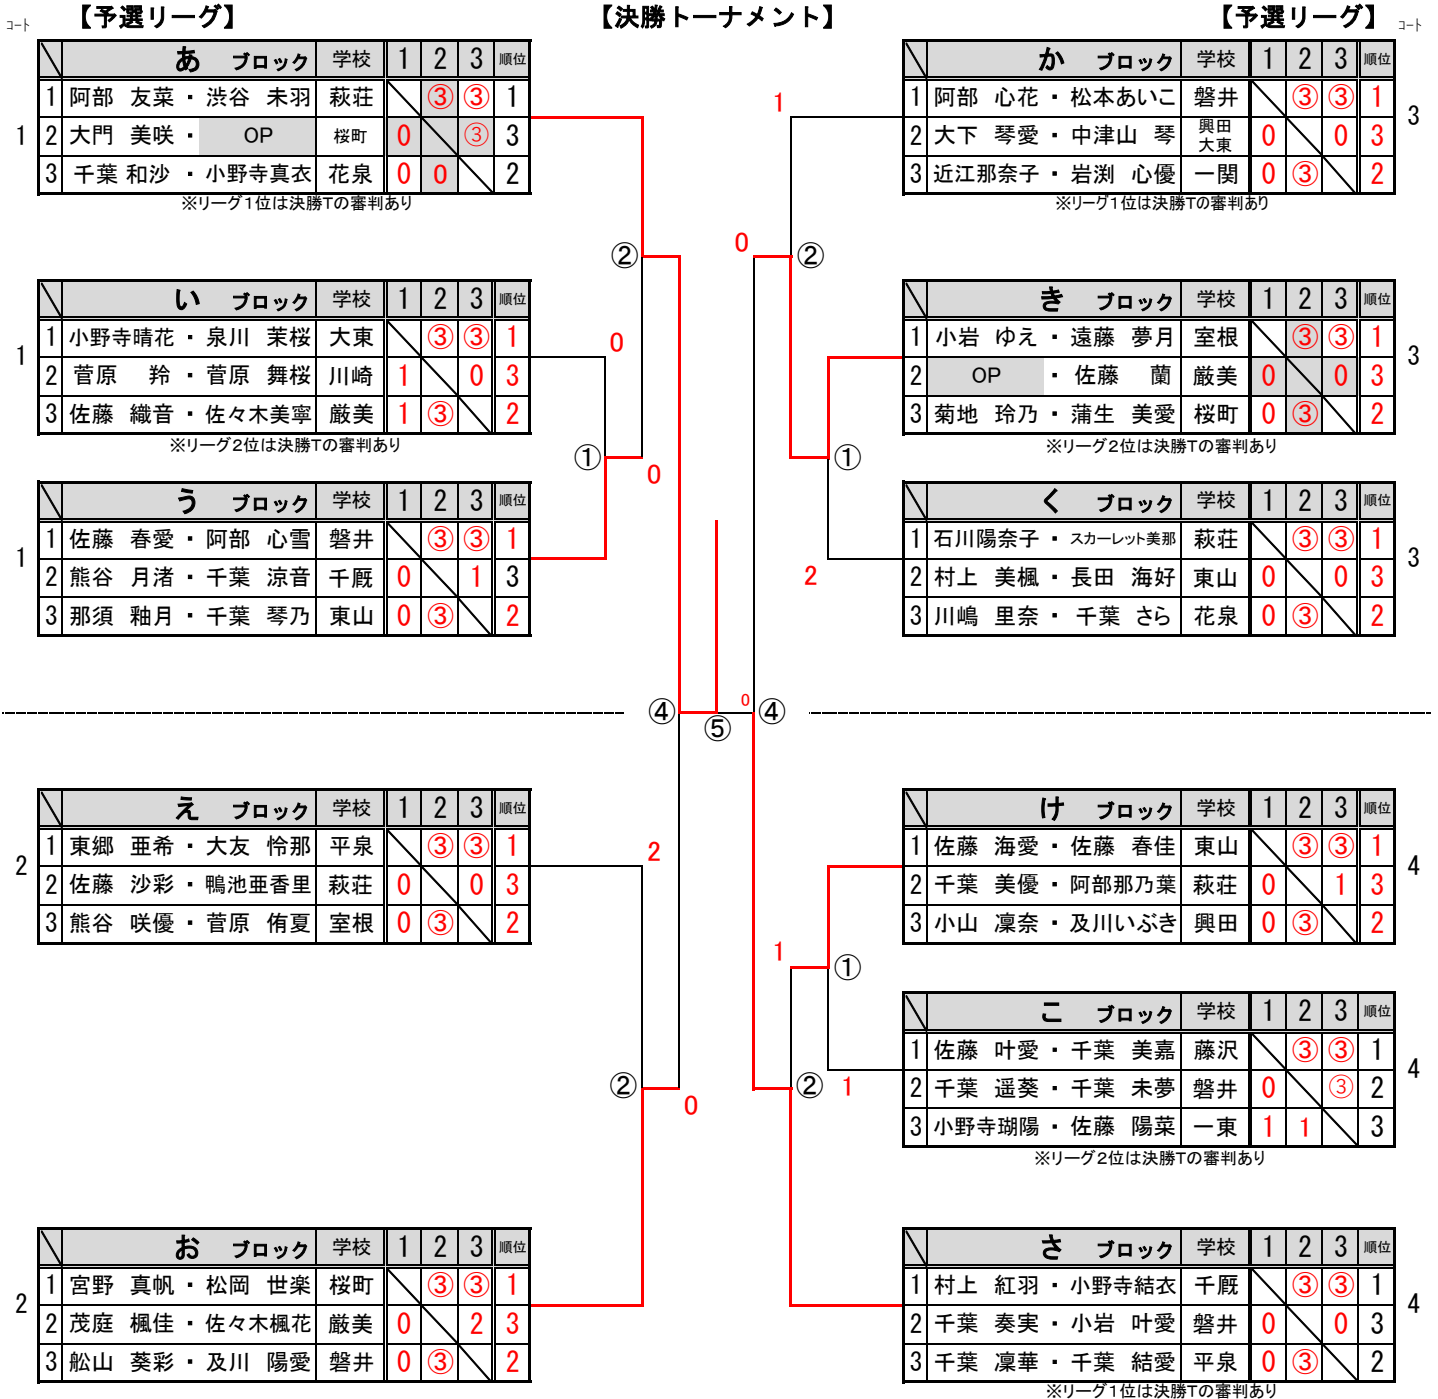 【予選リーグ】 【決勝トーナメント】 【予選リーグ】
コート コート
あ ブロック 学校 1 2 3 順位
1 阿部 友菜 ・ 渋谷 未羽 萩荘 ③ ③ 1
2 大門 美咲 ・ OP 桜町 0 ③ 3
3 千葉 和沙 ・ 小野寺真衣 花泉 0 0 2
※リーグ1位は決勝Tの審判あり
1
い ブロック 学校 1 2 3 順位
1 小野寺晴花 ・ 泉川 茉桜 大東 ③ ③ 1
2 菅原 羚 ・ 菅原 舞桜 川崎 1 0 3
3 佐藤 織音 ・ 佐々木美寧 厳美 1 ③ 2
※リーグ2位は決勝Tの審判あり
1
う ブロック 学校 1 2 3 順位
1 佐藤 春愛 ・ 阿部 心雪 磐井 ③ ③ 1
2 熊谷 月渚 ・ 千葉 涼音 千厩 0 1 3
3 那須 釉月 ・ 千葉 琴乃 東山 0 ③ 2
1
え ブロック 学校 1 2 3 順位
1 東郷 亜希 ・ 大友 怜那 平泉 ③ ③ 1
2 佐藤 沙彩 ・ 鴨池亜香里 萩荘 0 0 3
3 熊谷 咲優 ・ 菅原 侑夏 室根 0 ③ 2
2
お ブロック 学校 1 2 3 順位
1 宮野 真帆 ・ 松岡 世楽 桜町 ③ ③ 1
2 茂庭 楓佳 ・ 佐々木楓花 厳美 0 2 3
3 舩山 葵彩 ・ 及川 陽愛 磐井 0 ③ 2
2
②
0
①
0
④
⑤
2
②
0
1
0
②
①
2
0
④
1
①
②
1
か ブロック 学校 1 2 3 順位
1 阿部 心花 ・ 松本あいこ 磐井 ③ ③ 1
2 大下 琴愛 ・ 中津山 琴 興田 大東 0 0 3
3 近江那奈子 ・ 岩渕 心優 一関 0 ③ 2
※リーグ1位は決勝Tの審判あり
3
き ブロック 学校 1 2 3 順位
1 小岩 ゆえ ・ 遠藤 夢月 室根 ③ ③ 1
2 OP ・ 佐藤 蘭 厳美 0 0 3
3 菊地 玲乃 ・ 蒲生 美愛 桜町 0 ③ 2
※リーグ2位は決勝Tの審判あり
3
く ブロック 学校 1 2 3 順位
1 石川陽奈子 ・ スカーレット美那 萩荘 ③ ③ 1
2 村上 美楓 ・ 長田 海好 東山 0 0 3
3 川嶋 里奈 ・ 千葉 さら 花泉 0 ③ 2
3
け ブロック 学校 1 2 3 順位
1 佐藤 海愛 ・ 佐藤 春佳 東山 ③ ③ 1
2 千葉 美優 ・ 阿部那乃葉 萩荘 0 1 3
3 小山 凜奈 ・ 及川いぶき 興田 0 ③ 2
4
こ ブロック 学校 1 2 3 順位
1 佐藤 叶愛 ・ 千葉 美嘉 藤沢 ③ ③ 1
2 千葉 遥葵 ・ 千葉 未夢 磐井 0 ③ 2
3 小野寺瑚陽 ・ 佐藤 陽菜 一東 1 1 3
※リーグ2位は決勝Tの審判あり
4
さ ブロック 学校 1 2 3 順位
1 村上 紅羽 ・ 小野寺結衣 千厩 ③ ③ 1
2 千葉 奏実 ・ 小岩 叶愛 磐井 0 0 3
3 千葉 凜華 ・ 千葉 結愛 平泉 0 ③ 2
※リーグ1位は決勝Tの審判あり
4